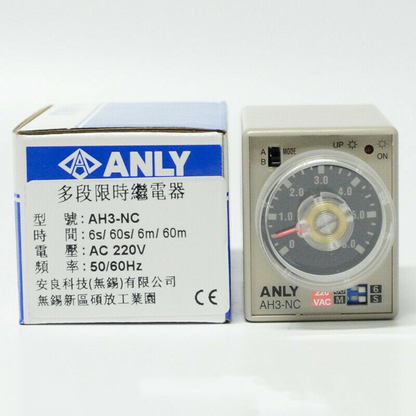 ANLY
多段限時繼電器
型 號：AH3-NC
時 間：6s/ 60s/ 6m/ 60m
電 壓：AC 220V
頻 率：50/60Hz
安良科技(無錫)有限公司
無錫新區碩放工業園
CE
A
B
MODE
UP
ON
0
1.0
2.0
3.0
5.0
6.0
ANLY
AH3-NC
220
VAC
M
6
S